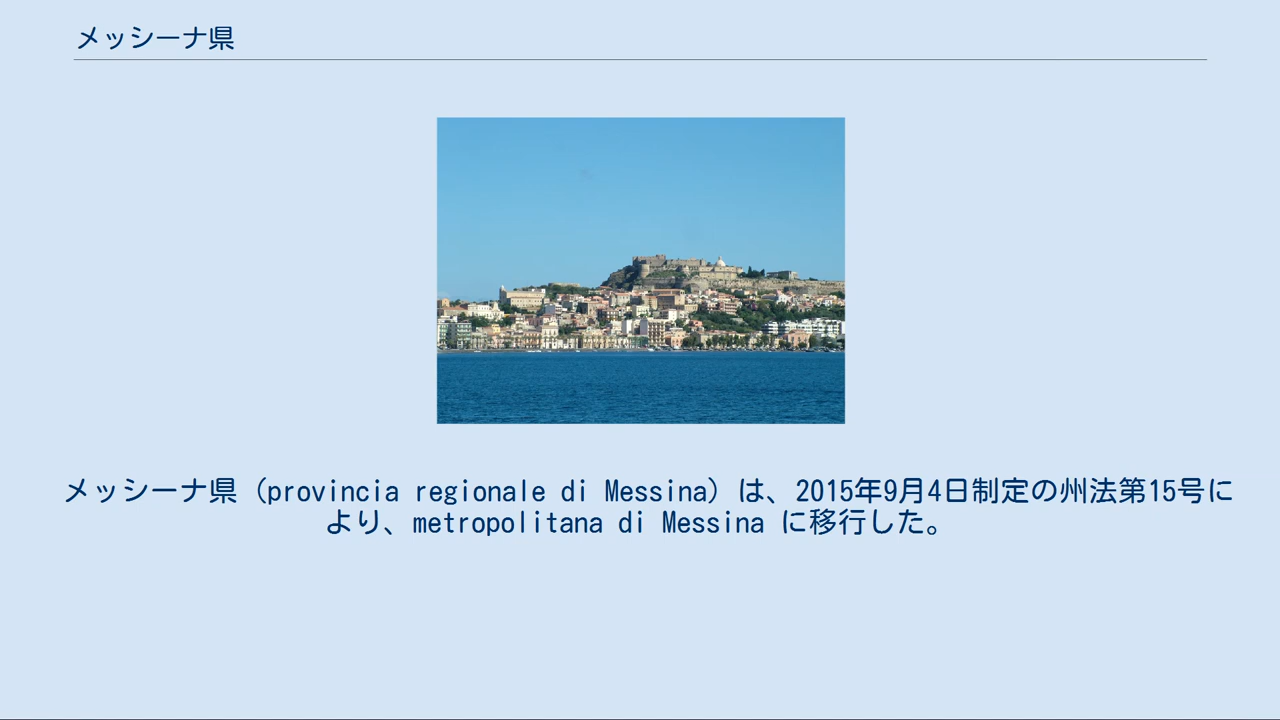 メッシーナ県
メッシーナ県（provincia regionale di Messina）は、2015年9月4日制定の州法第15号に
より、metropolitana di Messina に移行した。